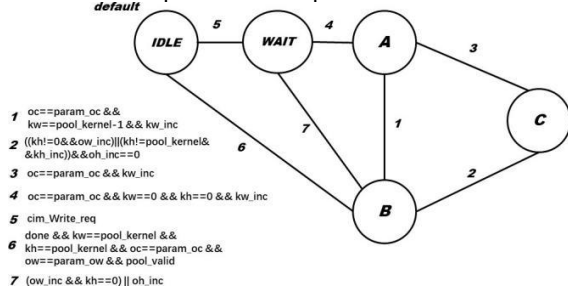 default
IDLE
5
WAIT
4
A
3
C
1
2
6
7
B
1 oc==param_oc &&
kw==pool_kernel-1 && kw_inc
2 ((kh!=0&&ow_inc)||(kh!=pool_kernel&
&kh_inc))&&oh_inc==0
3 oc==param_oc && kw_inc
4 oc==param_oc && kw==0 && kh==0 && kw_inc
5 cim_Write_req
6 done && kw==pool_kernel &&
kh==pool_kernel && oc==param_oc &&
ow==param_ow && pool_valid
7 (ow_inc && kh==0) || oh_inc